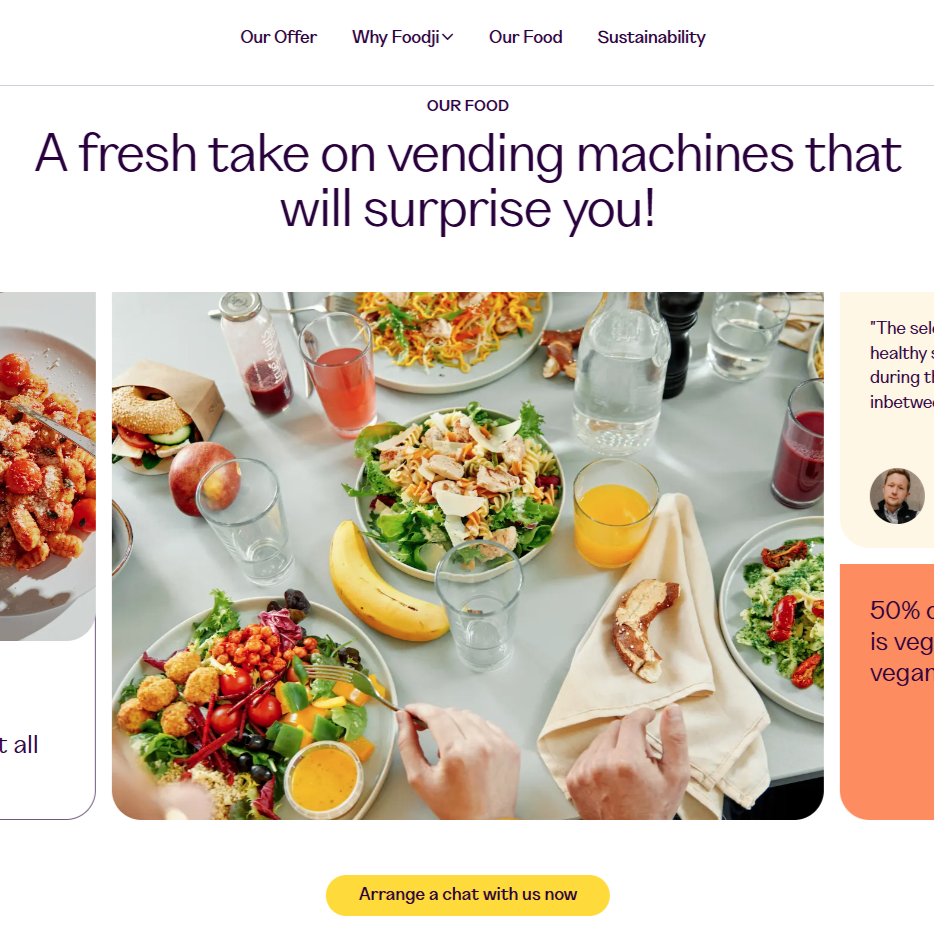 Our Offer Why Foodji Our Food Sustainability
OUR FOOD
A fresh take on vending machines that
will surprise you!
t all
"The sel
healthy s
during th
inbetwee
50% o
is veg
vegan
Arrange a chat with us now